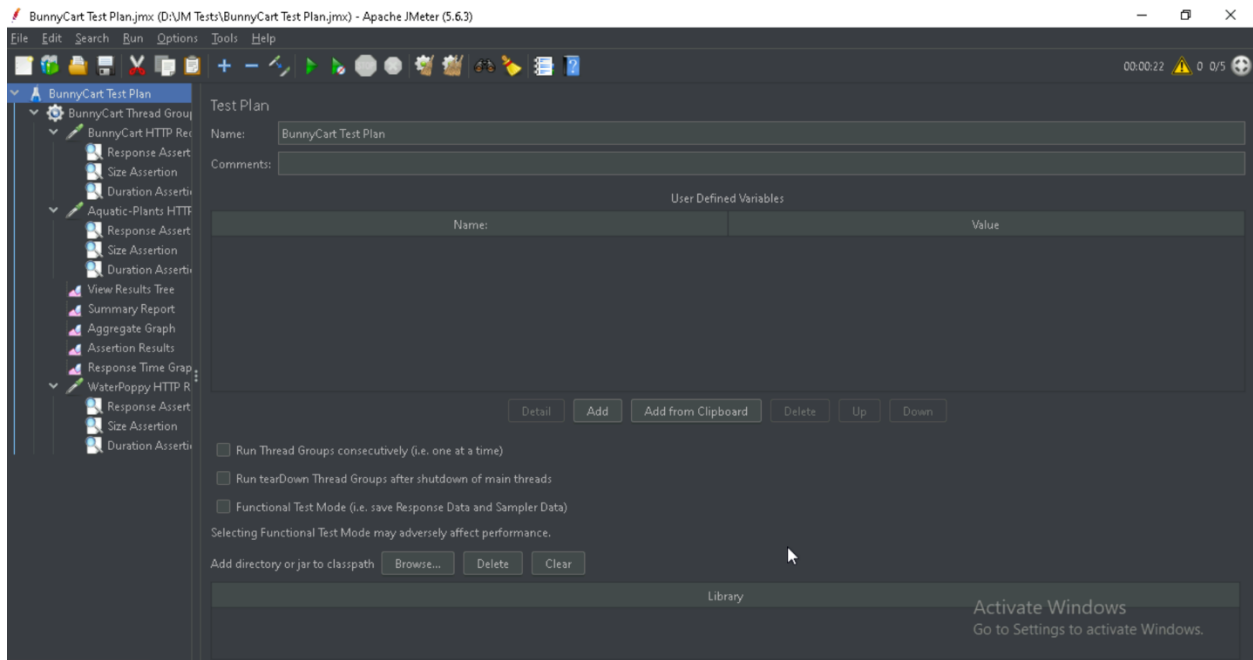 BunnyCart Test Plan.jmx (D:\JM Tests\BunnyCart Test Plan.jmx) - Apache JMeter (5.6.3)
File Edit Search Run Options Tools Help
00:00:22 0 0/5
BunnyCart Test Plan
BunnyCart Thread Grou
BunnyCart HTTP Re
Response Assert
Size Assertion
Duration Asserti
Aquatic-Plants HTT
Response Assert
Size Assertion
Duration Asserti
View Results Tree
Summary Report
Aggregate Graph
Assertion Results
Response Time Grap
WaterPoppy HTTP R
Response Assert
Size Assertion
Duration Asserti
Test Plan
Name: BunnyCart Test Plan
Comments:
User Defined Variables
Name: Value
Detail Add Add from Clipboard Delete Up Down
Run Thread Groups consecutively (i.e. one at a time)
Run tearDown Thread Groups after shutdown of main threads
Functional Test Mode (i.e. save Response Data and Sampler Data)
Selecting Functional Test Mode may adversely affect performance.
Add directory or jar to classpath Browse... Delete Clear
Library
Activate Windows
Go to Settings to activate Windows.